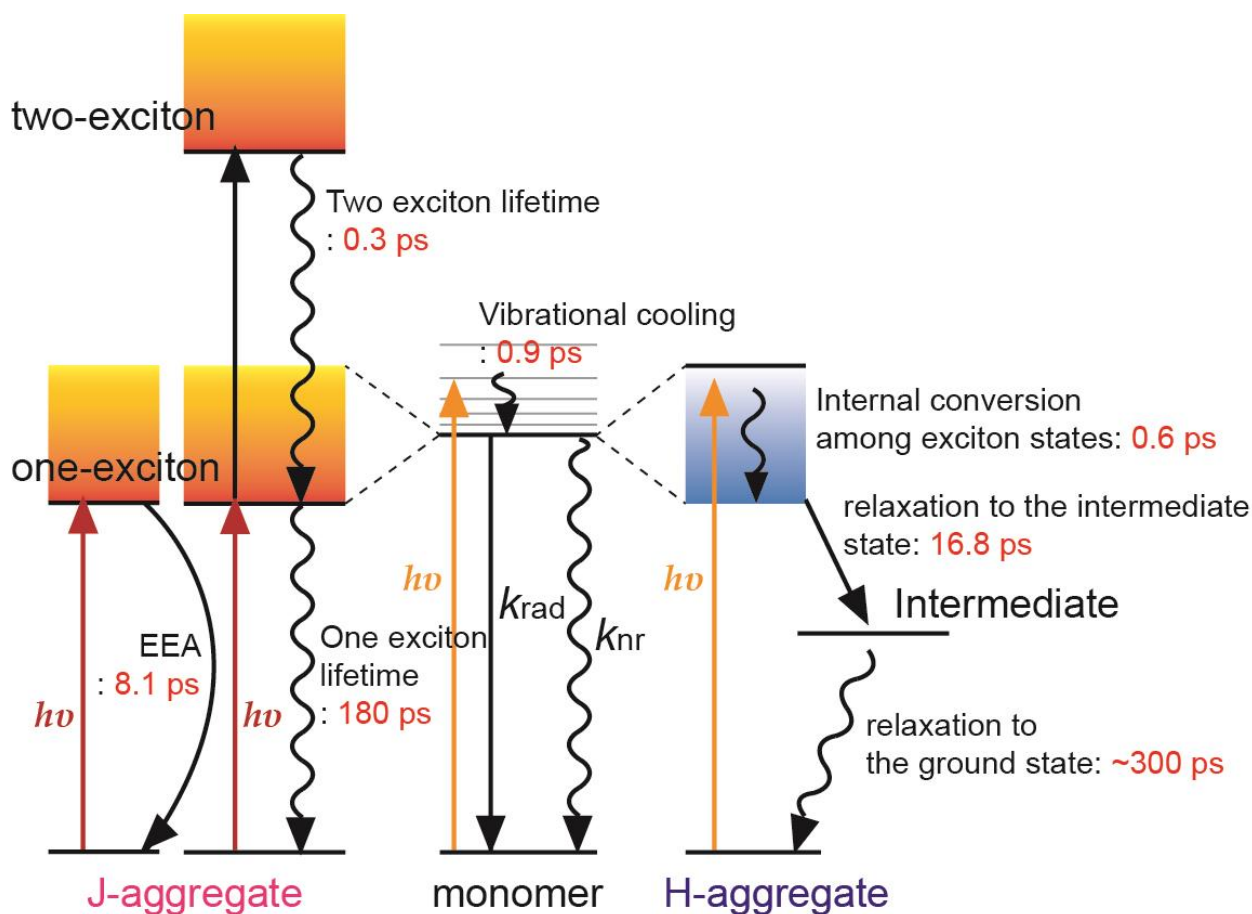 two-exciton
Two exciton lifetime
: 0.3 ps
Vibrational cooling
: 0.9 ps
one-exciton
Internal conversion
among exciton states: 0.6 ps
relaxation to the intermediate
state: 16.8 ps
Intermediate
hν
hν
krad
knr
EEA
: 8.1 ps
One exciton
lifetime
: 180 ps
hν
hν
relaxation to
the ground state: ~300 ps
J-aggregate
monomer
H-aggregate